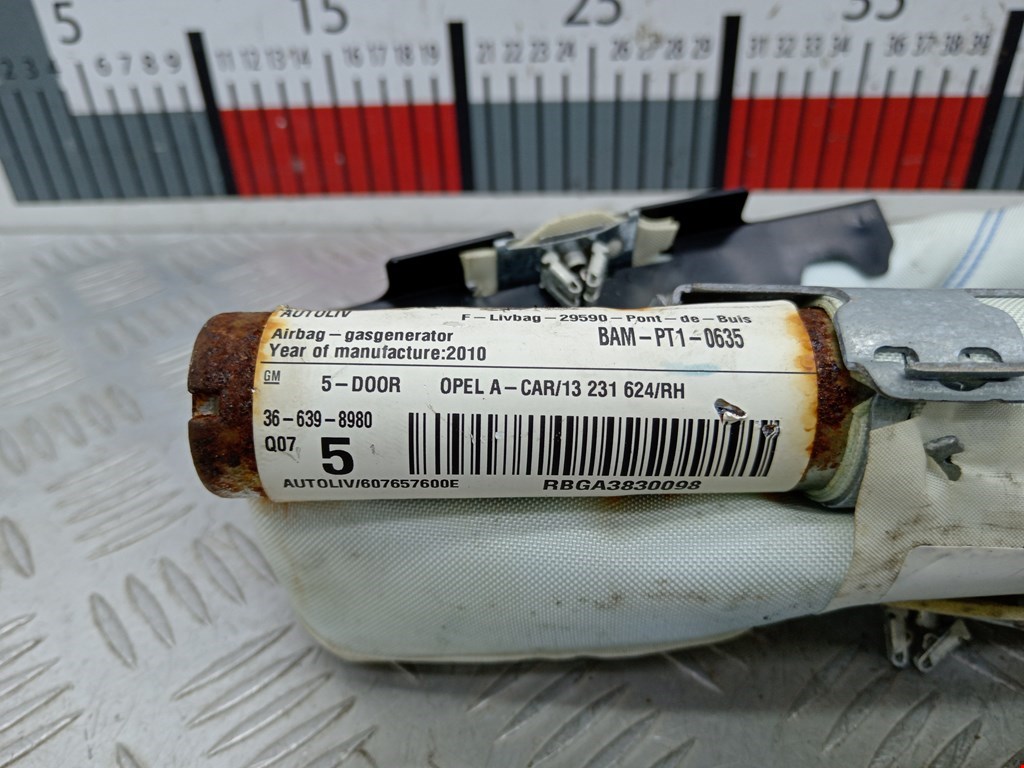 5 15 25 35
2 3 4 6 7 8 9 11 12 13 14 16 17 18 19 21 22 23 24 26 27 28 29 31 32 33 34 36 37 38 39
AUTOLIV F-Livbag-29590-Pont-de-Buis
Airbag-gasgenerator BAM-PT1-0635
Year of manufacture:2010
GM 5-DOOR OPEL A-CAR/13 231 624/RH
36-639-8980
Q07 5 1
AUTOLIV/607657600E RBGA3830098